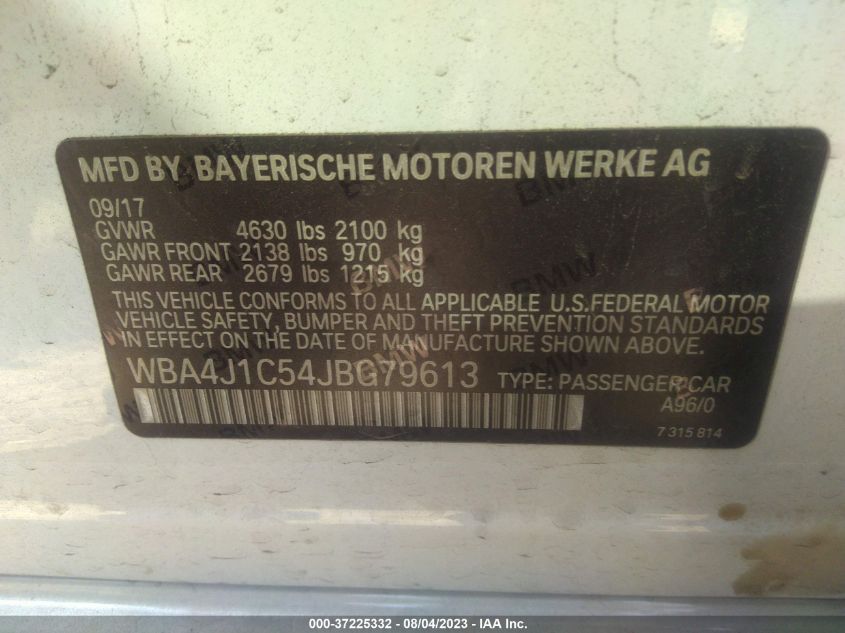 MFD BY BAYERISCHE MOTOREN WERKE AG
09/17
GVWR 4630 lbs 2100 kg
GAWR FRONT 2138 lbs 970 kg
GAWR REAR 2679 lbs 1215 kg
THIS VEHICLE CONFORMS TO ALL APPLICABLE U.S.FEDERAL MOTOR
VEHICLE SAFETY, BUMPER AND THEFT PREVENTION STANDARDS
IN EFFECT ON THE DATE OF MANUFACTURE SHOWN ABOVE.
WBA4J1C54JBG79613 TYPE: PASSENGER CAR
A96/0
7 315 814
000-37225332 - 08/04/2023 - IAA Inc.